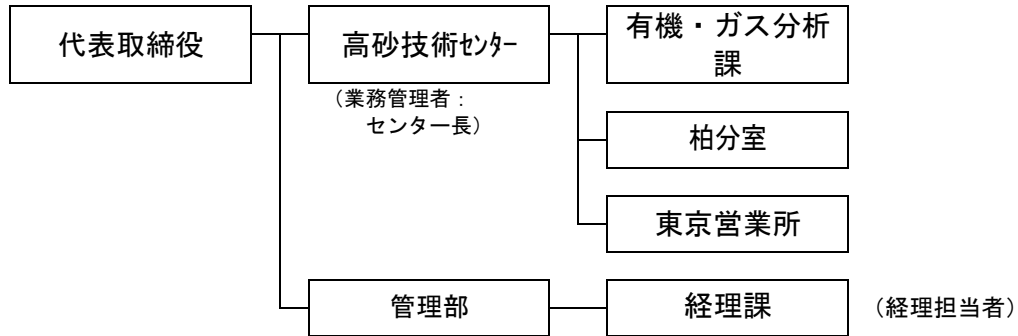 代表取締役
高砂技術ｾﾝﾀｰ
（業務管理者：
センター長）
有機・ガス分析
課
柏分室
東京営業所
管理部
経理課
（経理担当者）